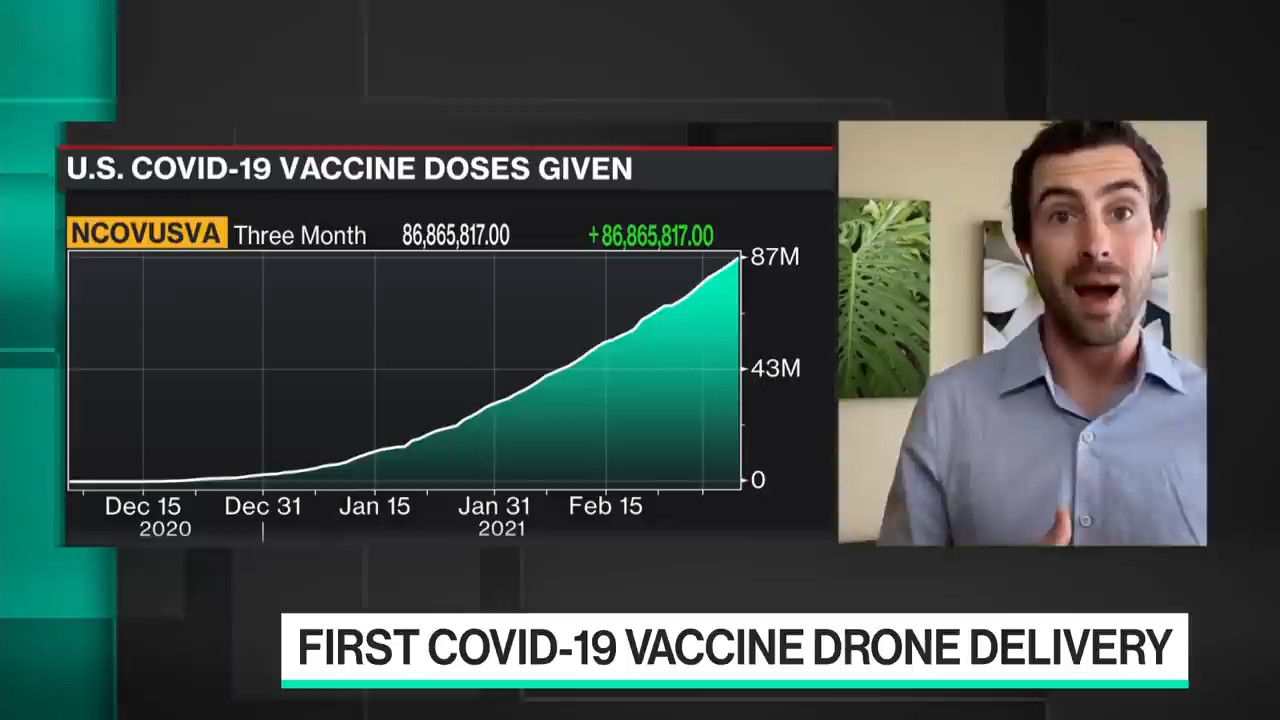 U.S. COVID-19 VACCINE DOSES GIVEN
NCOVUSVA Three Month 86,865,817.00 +86,865,817.00
87M
43M
0
Dec 15 Dec 31 Jan 15 Jan 31 Feb 15
2020 2021
FIRST COVID-19 VACCINE DRONE DELIVERY